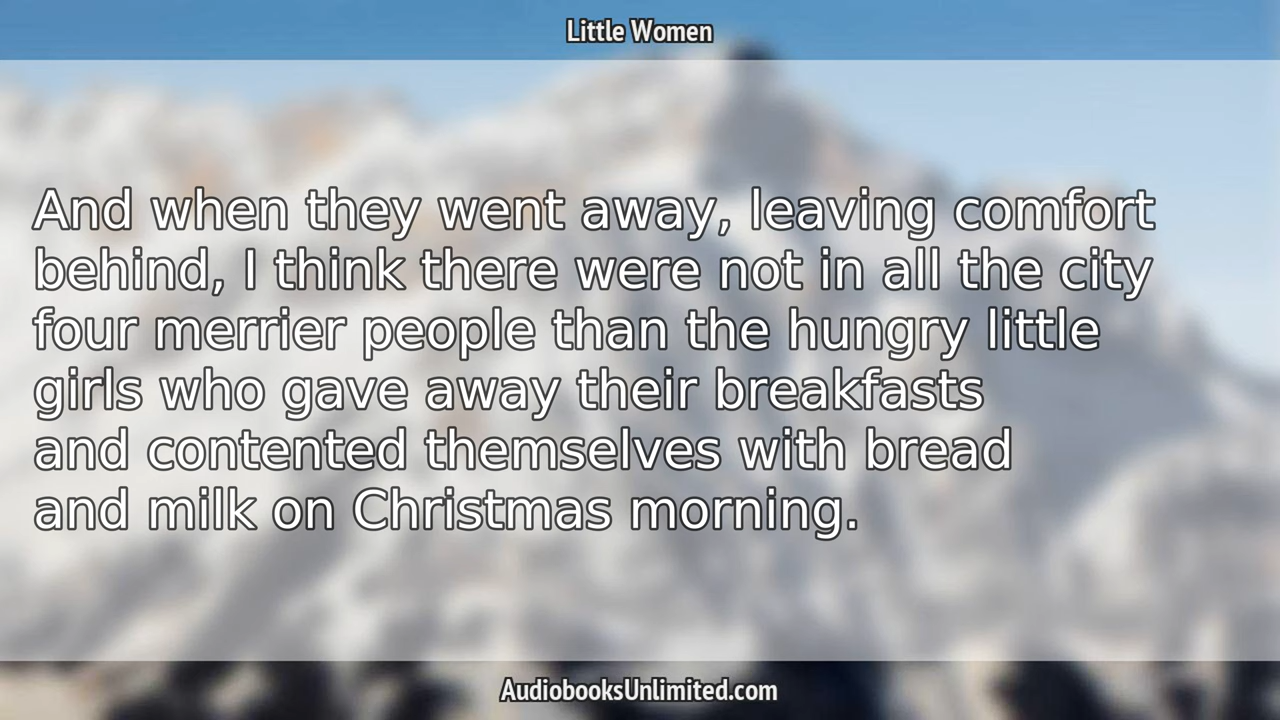 Little Women
And when they went away, leaving comfort
behind, I think there were not in all the city
four merrier people than the hungry little
girls who gave away their breakfasts
and contented themselves with bread
and milk on Christmas morning.
AudiobooksUnlimited.com